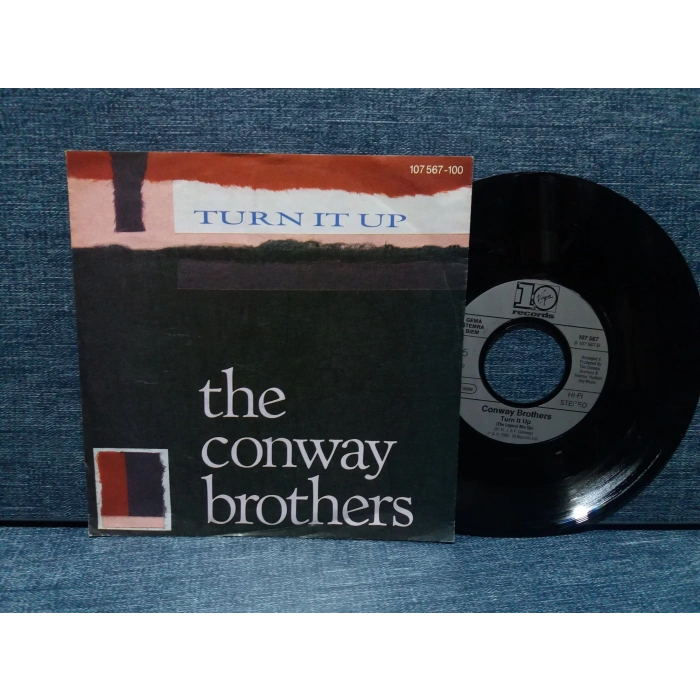 107 567-100
TURN IT UP
the
conway
brothers
10
Virgin
records
GEMA
STEMRA
BIEM
107 567
HI-FI
STEREO
Conway Brothers
Turn It Up